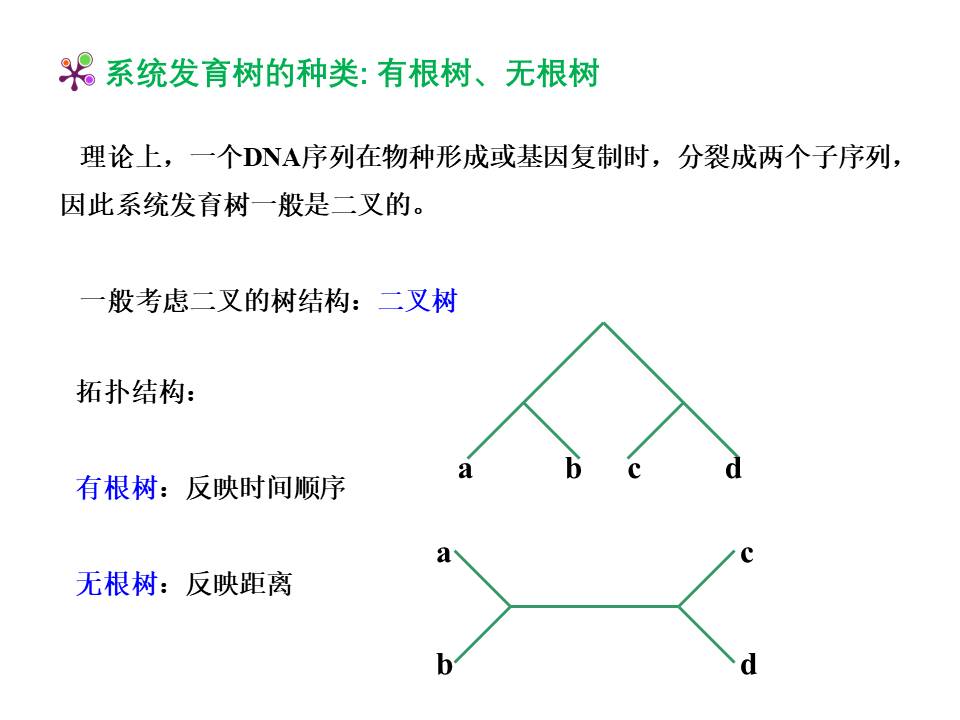 系统发育树的种类: 有根树、无根树
理论上，一个DNA序列在物种形成或基因复制时，分裂成两个子序列，
因此系统发育树一般是二叉的。
一般考虑二叉的树结构：二叉树
拓扑结构：
a b c d
有根树：反映时间顺序
a c
无根树：反映距离
b d